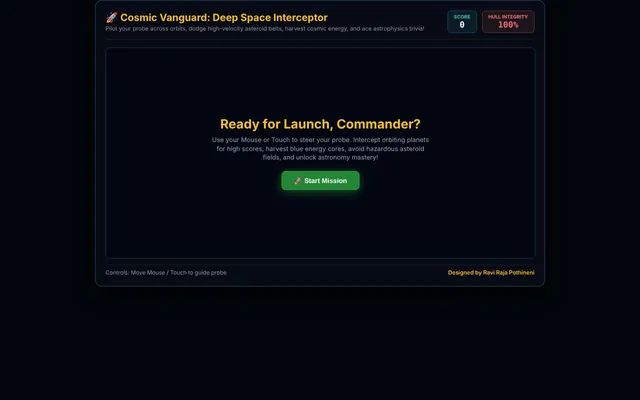 🚀 Cosmic Vanguard: Deep Space Interceptor
Pilot your probe across orbits, dodge high-velocity asteroid belts, harvest cosmic energy, and ace astrophysics trivia!
SCORE
0
HULL INTEGRITY
100%
Ready for Launch, Commander?
Use your Mouse or Touch to steer your probe. Intercept orbiting planets
for high scores, harvest blue energy cores, avoid hazardous asteroid
fields, and unlock astronomy mastery!
🚀 Start Mission
Controls: Move Mouse / Touch to guide probe
Designed by Ravi Raja Pothineni